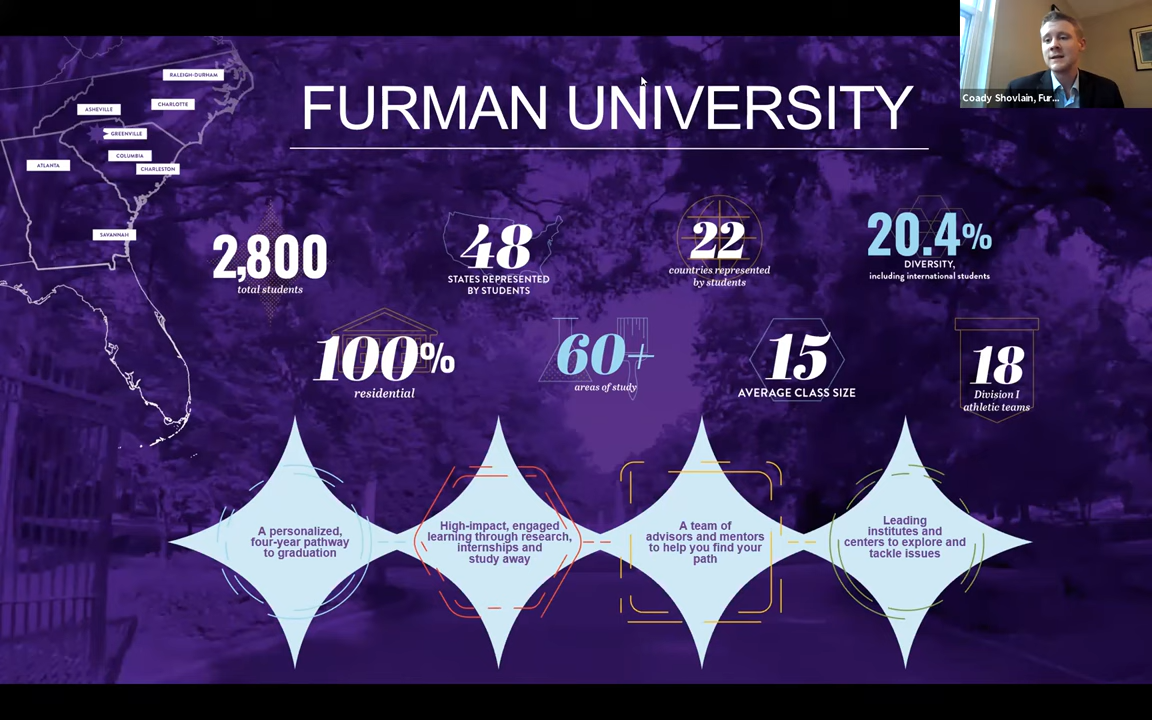 Coady Shovlain, Fur...
FURMAN UNIVERSITY
RALEIGH-DURHAM
ASHEVILLE
CHARLOTTE
GREENVILLE
COLUMBIA
ATLANTA
CHARLESTON
SAVANNAH
2,800
total students
48
STATES REPRESENTED
BY STUDENTS
22
countries represented
by students
20.4%
DIVERSITY,
including international students
100%
residential
60+
areas of study
15
AVERAGE CLASS SIZE
18
Division I
athletic teams
A personalized,
four-year pathway
to graduation
High-impact, engaged
learning through research,
internships and
study away
A team of
advisors and mentors
to help you find your
path
Leading
institutes and
centers to explore and
tackle issues